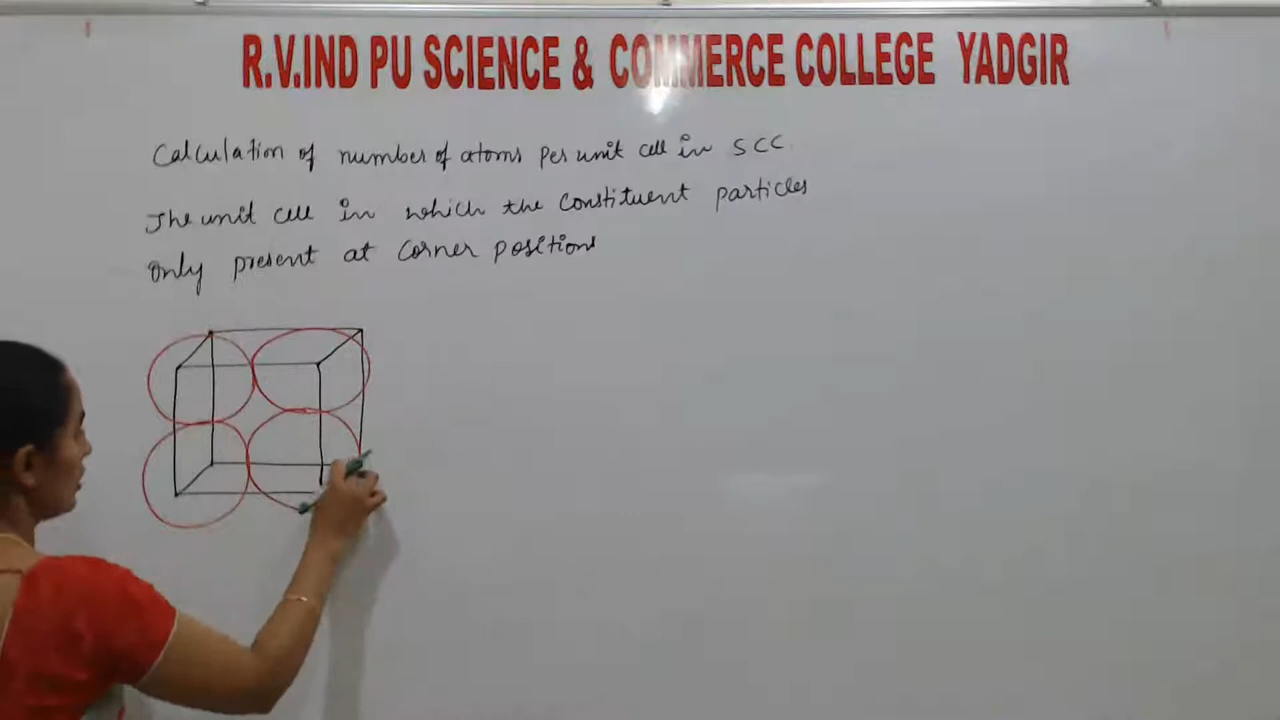 R.V.IND PU SCIENCE & COMMERCE COLLEGE YADGIR
Calculation of number of atoms per unit cell in SCC
The unit cell in which the constituent particles
only present at corner positions